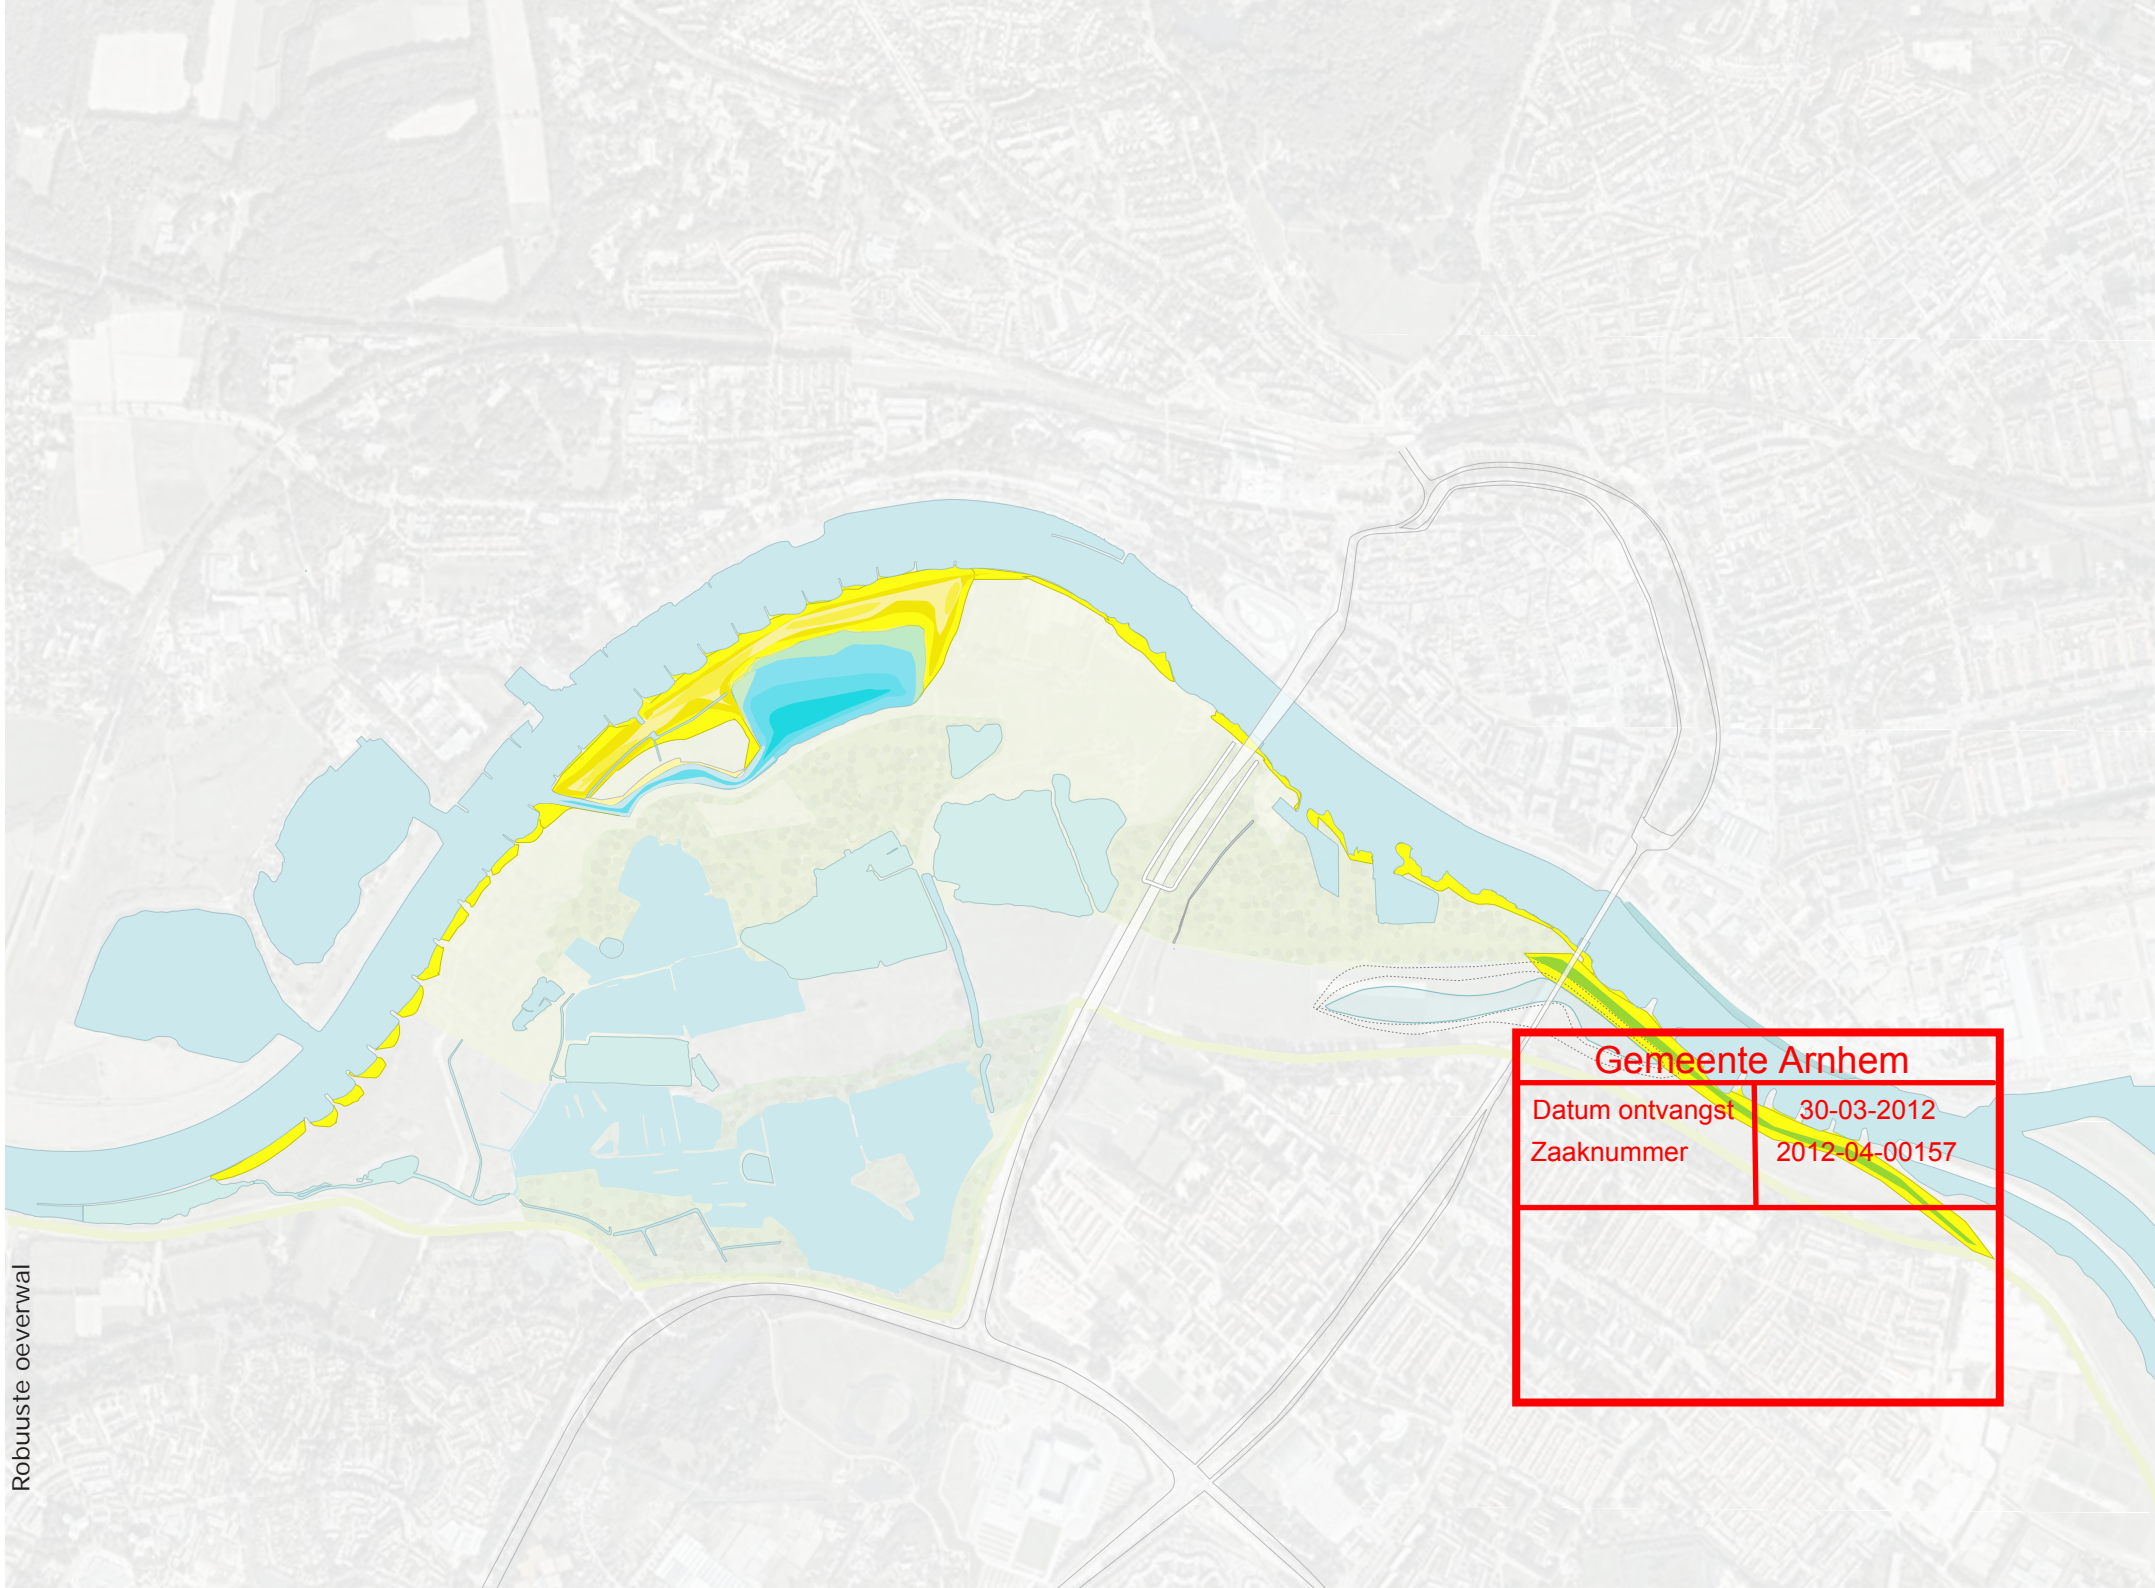 Gemeente Arnhem
Datum ontvangst 30-03-2012
Zaaknummer 2012-04-00157
Robuuste oeverwal